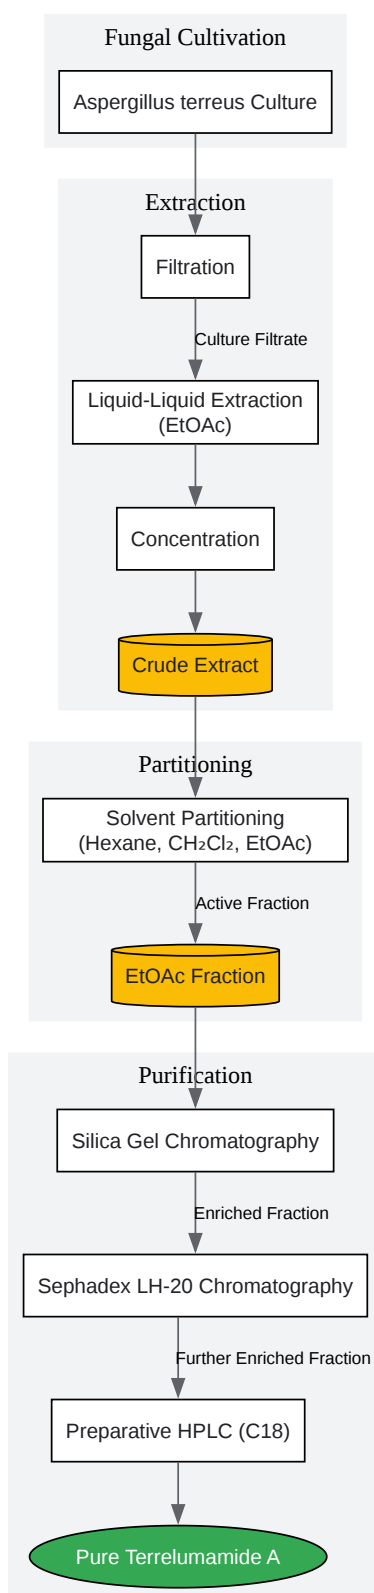 Fungal Cultivation
Aspergillus terreus Culture
Extraction
Filtration
Culture Filtrate
Liquid-Liquid Extraction
(EtOAc)
Concentration
Crude Extract
Partitioning
Solvent Partitioning
(Hexane, CH₂Cl₂, EtOAc)
Active Fraction
EtOAc Fraction
Purification
Silica Gel Chromatography
Enriched Fraction
Sephadex LH-20 Chromatography
Further Enriched Fraction
Preparative HPLC (C18)
Pure Terrelumamide A